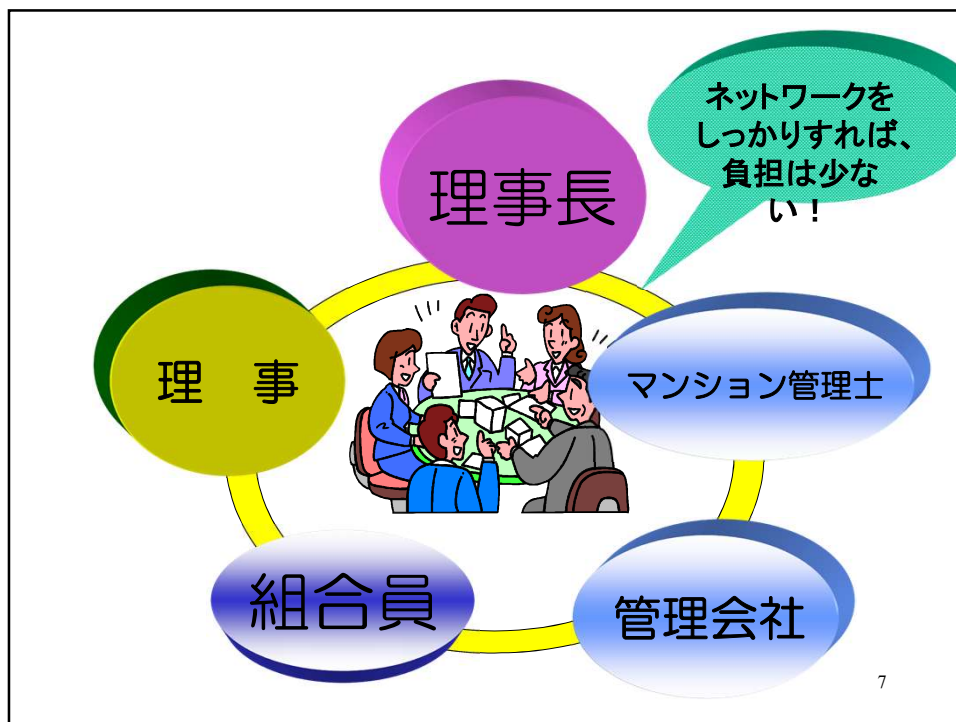 ネットワークを
しっかりすれば、
負担は少な
い！
理事長
理　事
マンション管理士
組合員
管理会社
7